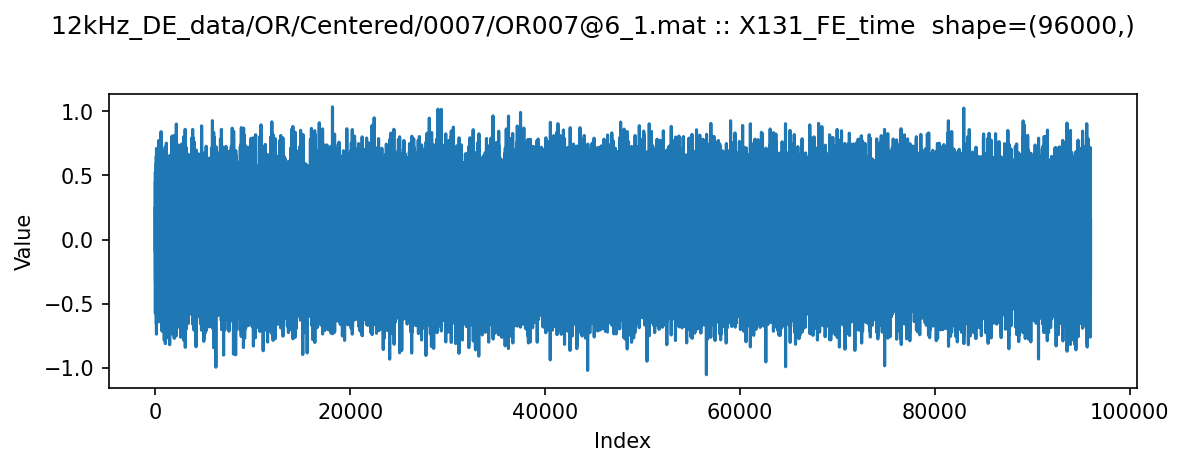 12kHz_DE_data/OR/Centered/0007/OR007@6_1.mat :: X131_FE_time  shape=(96000,)
1.0
0.5
0.0
−0.5
−1.0
Value
0 20000 40000 60000 80000 100000
Index